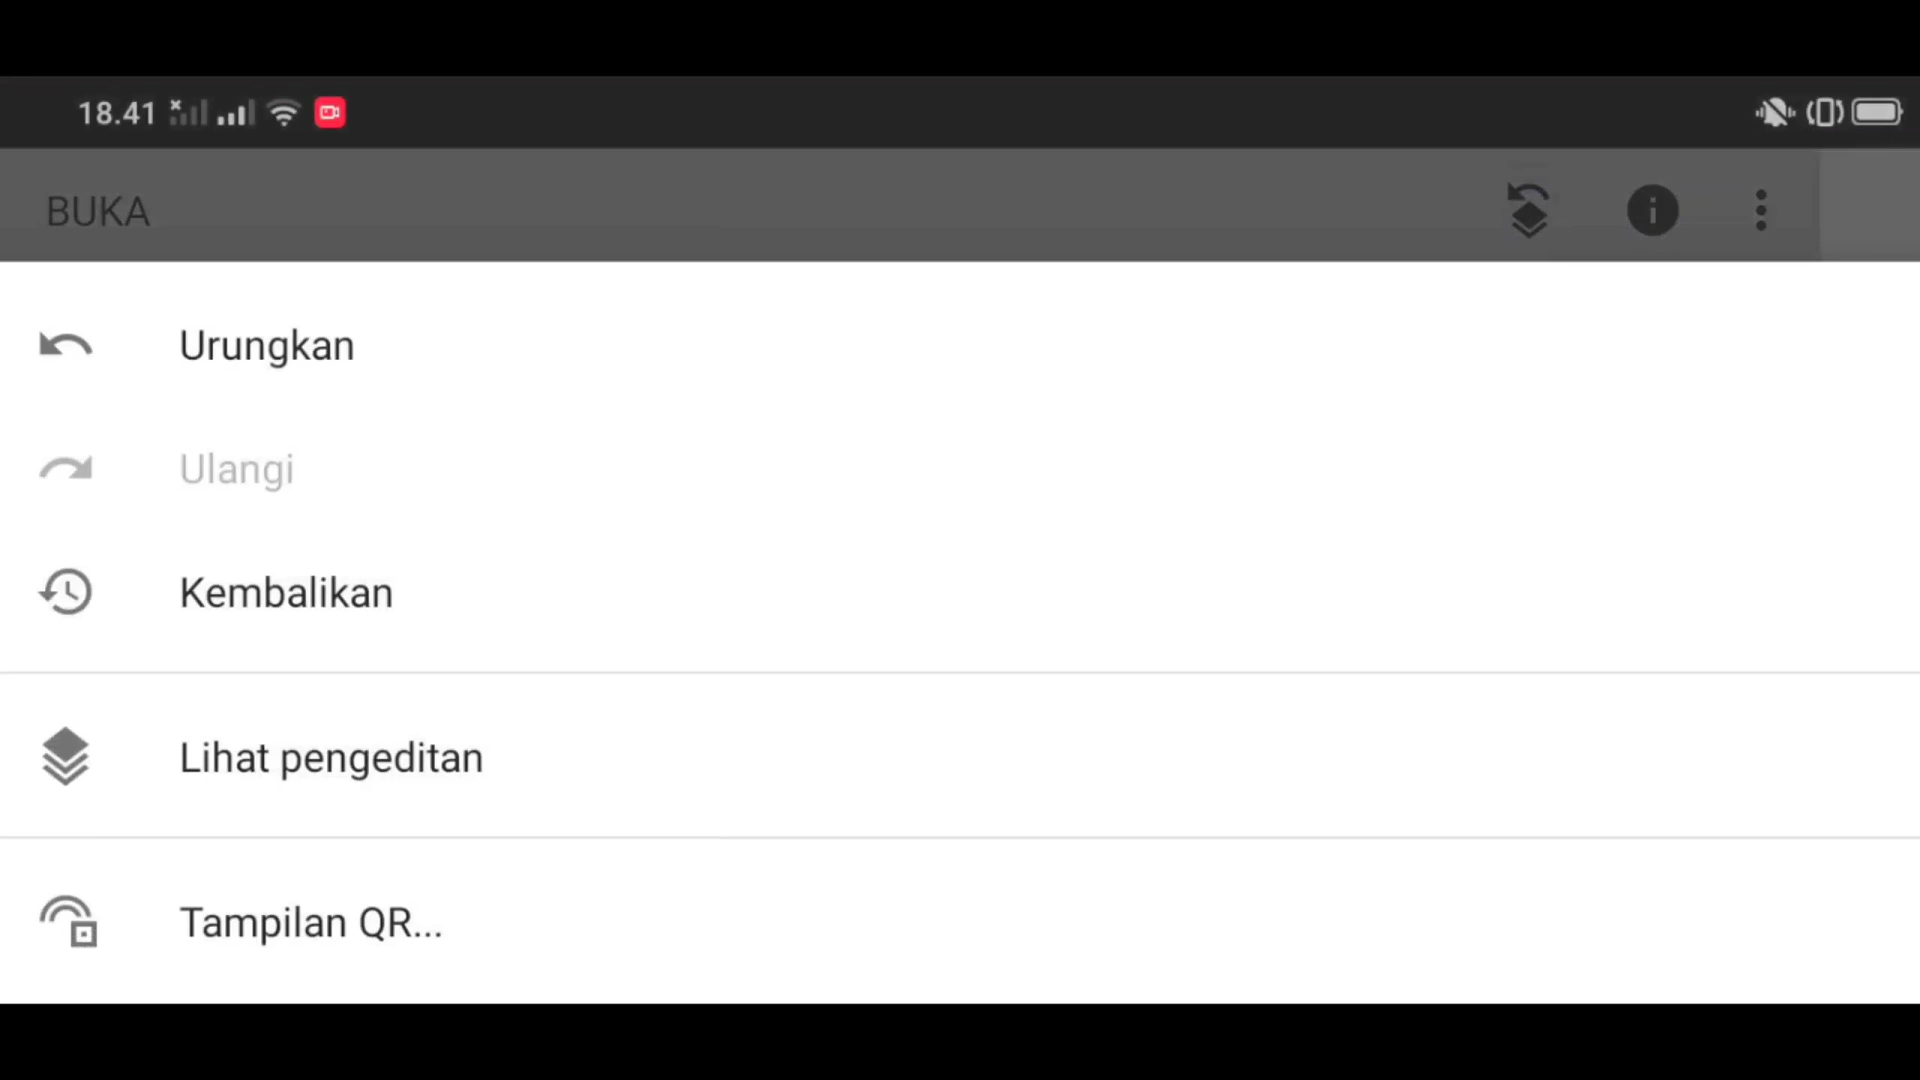 18.41
BUKA
Urungkan
Ulangi
Kembalikan
Lihat pengeditan
Tampilan QR...